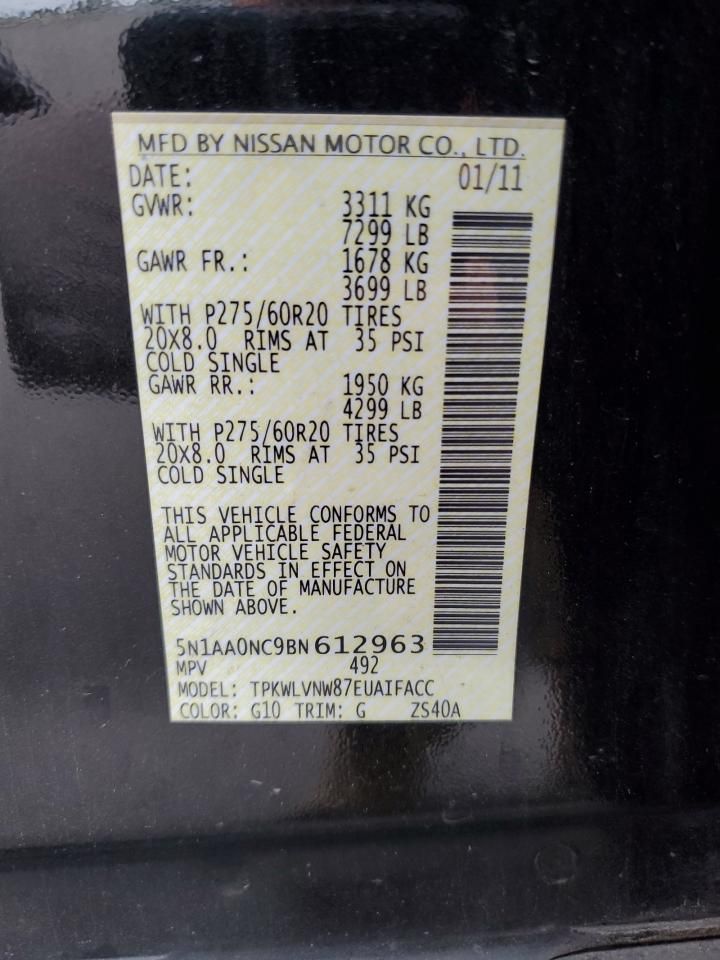 MFD BY NISSAN MOTOR CO., LTD.
DATE: 01/11
GVWR: 3311 KG
7299 LB
GAWR FR.: 1678 KG
3699 LB
WITH P275/60R20 TIRES
20X8.0 RIMS AT 35 PSI
COLD SINGLE
GAWR RR.: 1950 KG
4299 LB
WITH P275/60R20 TIRES
20X8.0 RIMS AT 35 PSI
COLD SINGLE
THIS VEHICLE CONFORMS TO
ALL APPLICABLE FEDERAL
MOTOR VEHICLE SAFETY
STANDARDS IN EFFECT ON
THE DATE OF MANUFACTURE
SHOWN ABOVE.
5N1AA0NC9BN612963
MPV 492
MODEL: TPKWLVNW87EUAIFACC
COLOR: G10 TRIM: G ZS40A